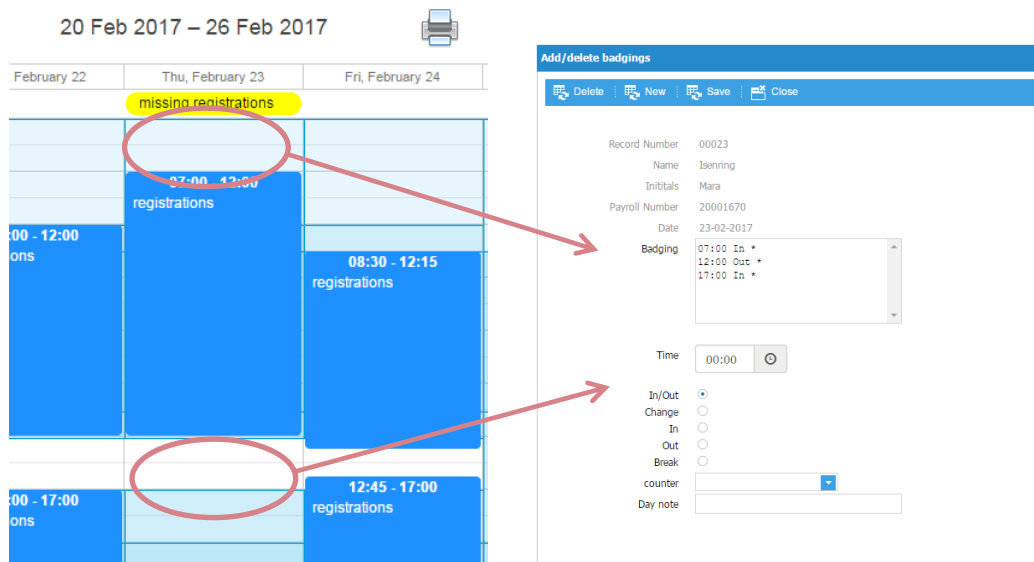 20 Feb 2017 – 26 Feb 2017
February 22
Thu, February 23
Fri, February 24
missing registrations
07:00 - 12:00
registrations
:00 - 12:00
ons
08:30 - 12:15
registrations
:00 - 17:00
ons
12:45 - 17:00
registrations
Add/delete badgings
Delete New Save Close
Record Number 00023
Name Isenring
Inititals Mara
Payroll Number 20001670
Date 23-02-2017
Badging 07:00 In *
12:00 Out *
17:00 In *
Time 00:00
In/Out
Change
In
Out
Break
counter
Day note